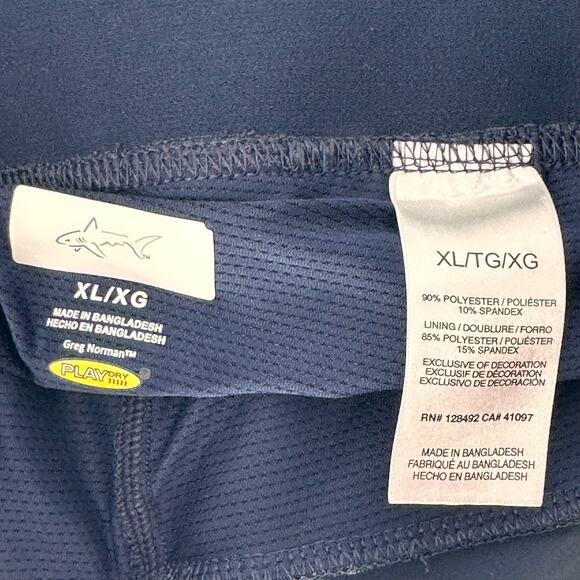 XL/XG
MADE IN BANGLADESH
HECHO EN BANGLADESH
Greg Norman™
PLAYDRY
XL/TG/XG
90% POLYESTER / POLIÉSTER
10% SPANDEX
LINING / DOUBLURE / FORRO
85% POLYESTER / POLIÉSTER
15% SPANDEX
EXCLUSIVE OF DECORATION
EXCLUSIF DE DÉCORATION
EXCLUSIVO DE DECORACIÓN
RN# 128492 CA# 41097
MADE IN BANGLADESH
FABRIQUÉ AU BANGLADESH
HECHO EN BANGLADESH